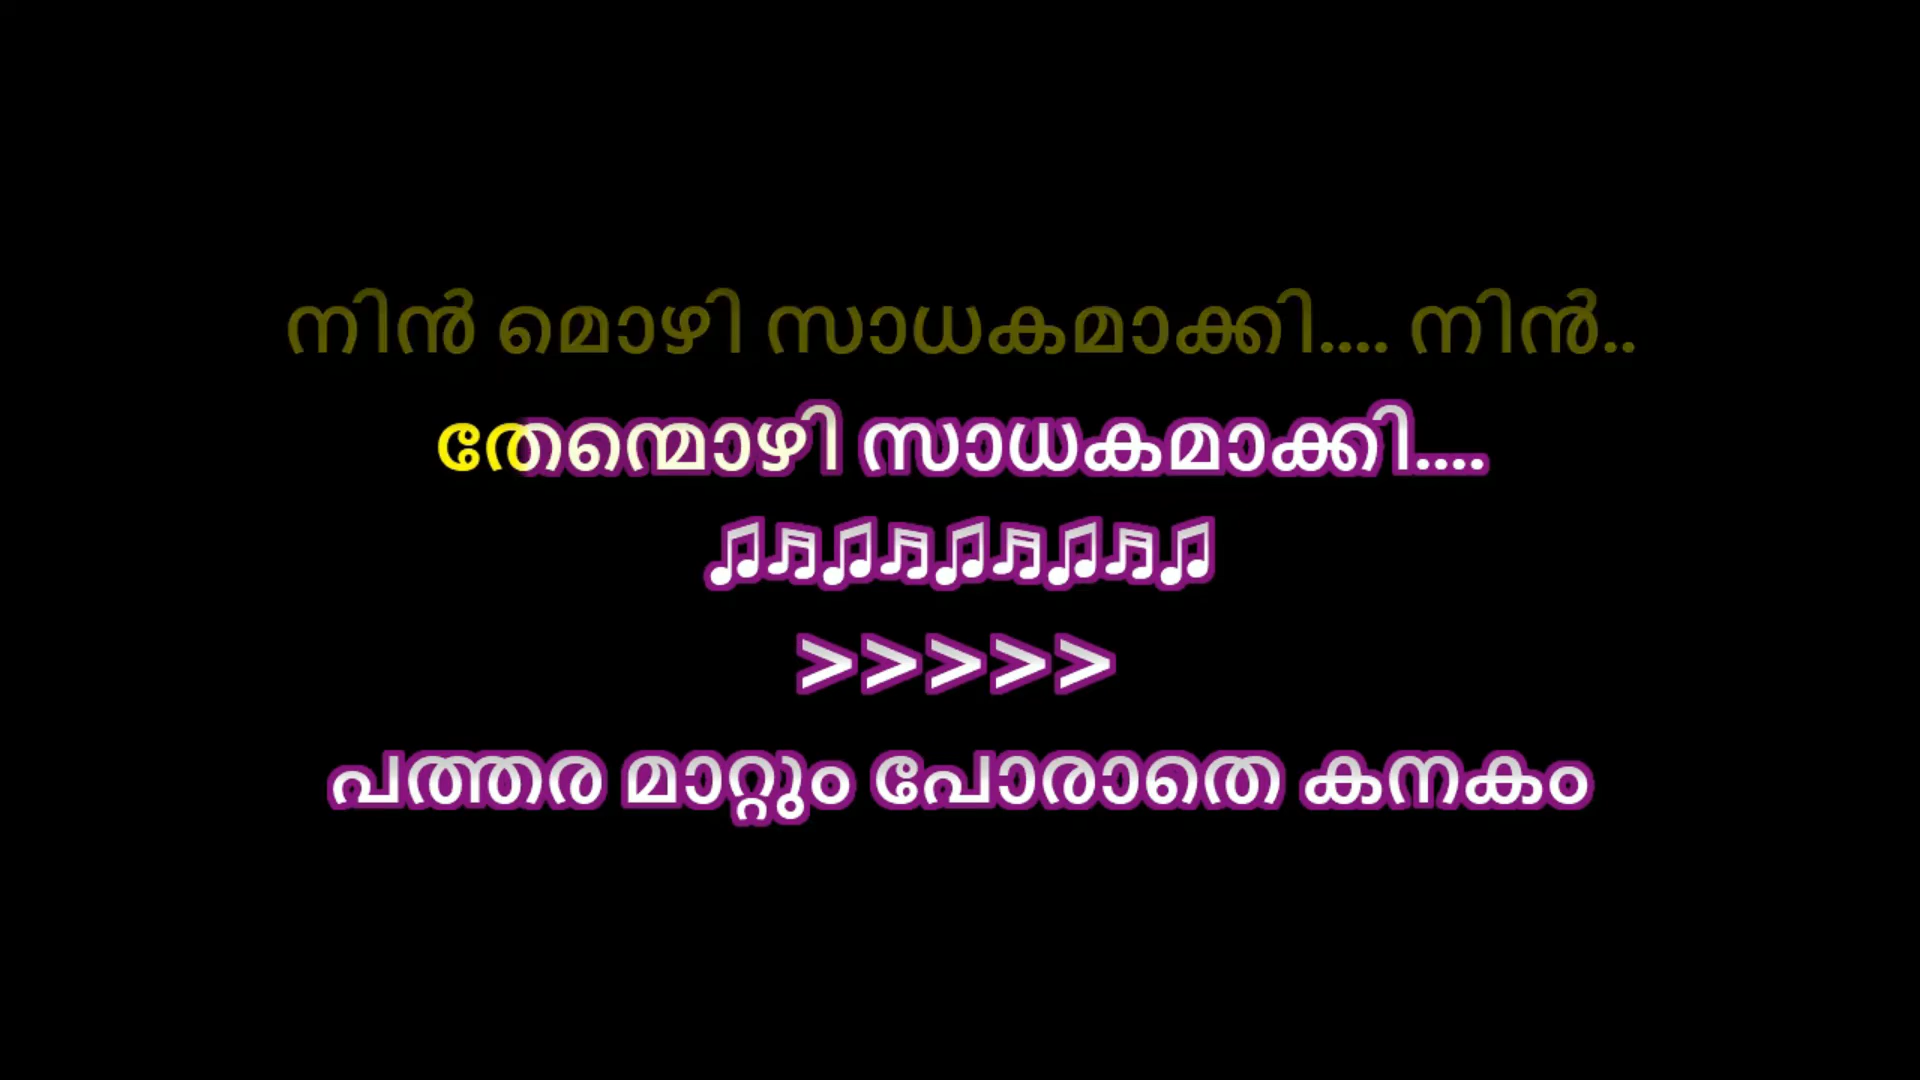 നിൻ മൊഴി സാധകമാക്കി.... നിൻ..
തേന്മൊഴി സാധകമാക്കി....
♫♬♫♬♫♬♫♬♫
>>>>>
പത്തര മാറ്റും പോരാതെ കനകം